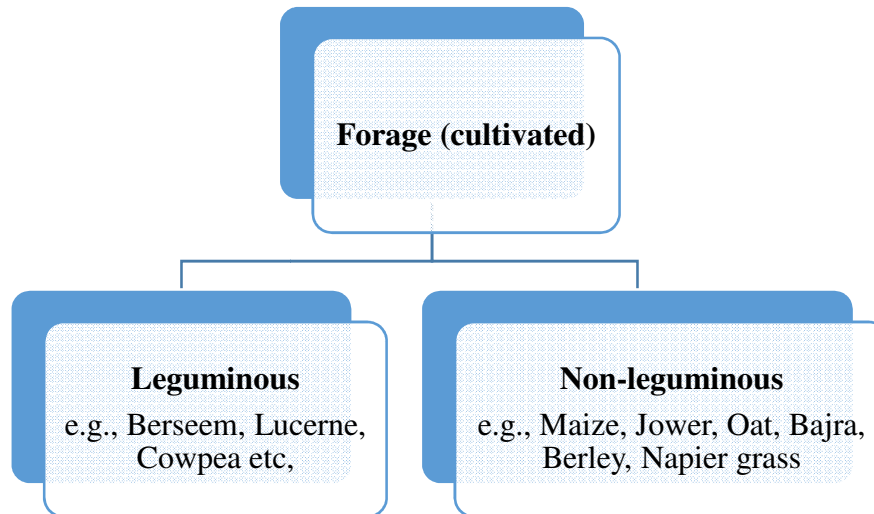 Forage (cultivated)
Leguminous
e.g., Berseem, Lucerne,
Cowpea etc,
Non-leguminous
e.g., Maize, Jower, Oat, Bajra,
Berley, Napier grass